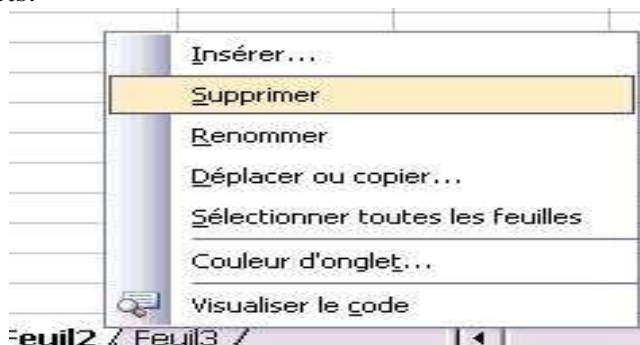 Insérer...
Supprimer
Renommer
Déplacer ou copier...
Sélectionner toutes les feuilles
Couleur d'onglet...
Visualiser le code
Feuil2 / Feuil3 /